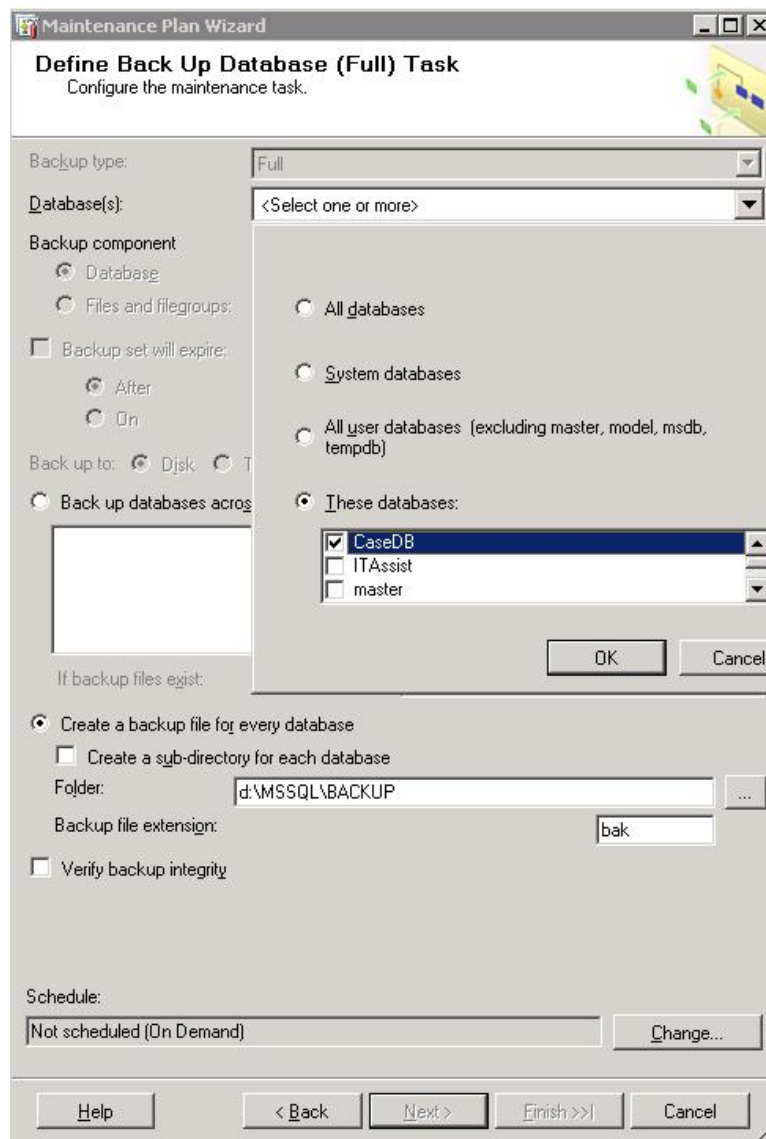 Maintenance Plan Wizard
Define Back Up Database (Full) Task
Configure the maintenance task.
Backup type:
Full
Database(s):
<Select one or more>
Backup component
Database
Files and filegroups:
Backup set will expire:
After
On
Back up to: Disk T
Back up databases acros
If backup files exist:
All databases
System databases
All user databases (excluding master, model, msdb,
tempdb)
These databases:
CaseDB
ITAssist
master
OK
Cancel
Create a backup file for every database
Create a sub-directory for each database
Folder:
d:\MSSQL\BACKUP
...
Backup file extension:
bak
Verify backup integrity
Schedule:
Not scheduled (On Demand)
Change...
Help
< Back
Next >
Finish >>|
Cancel